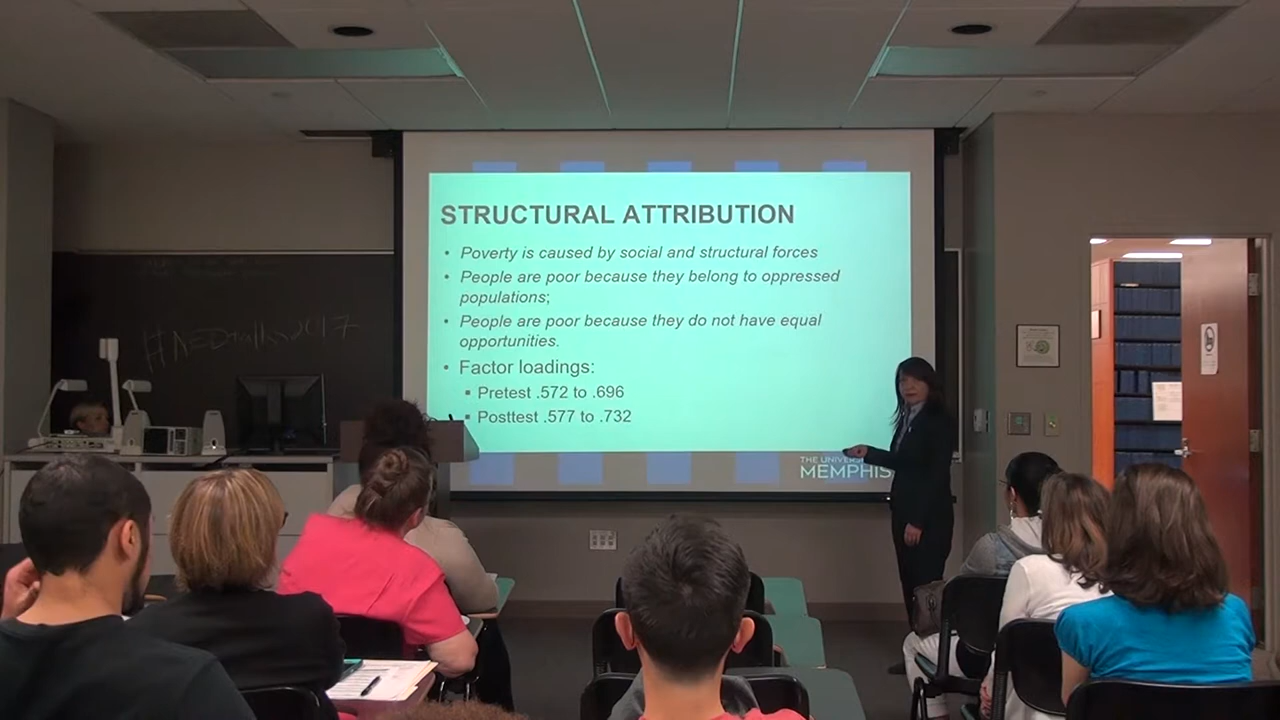 STRUCTURAL ATTRIBUTION
• Poverty is caused by social and structural forces
• People are poor because they belong to oppressed
populations;
• People are poor because they do not have equal
opportunities.
• Factor loadings:
▪ Pretest .572 to .696
▪ Posttest .577 to .732
THE
MEMPHIS